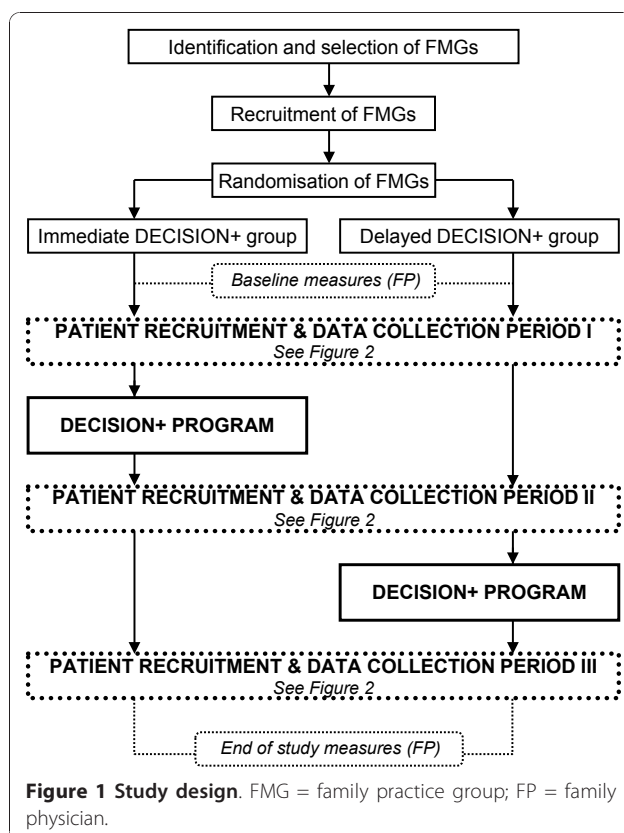 Identification and selection of FMGs
Recruitment of FMGs
Randomisation of FMGs
Immediate DECISION+ group
Delayed DECISION+ group
Baseline measures (FP)
PATIENT RECRUITMENT & DATA COLLECTION PERIOD I
See Figure 2
DECISION+ PROGRAM
PATIENT RECRUITMENT & DATA COLLECTION PERIOD II
See Figure 2
DECISION+ PROGRAM
PATIENT RECRUITMENT & DATA COLLECTION PERIOD III
See Figure 2
End of study measures (FP)
Figure 1 Study design. FMG = family practice group; FP = family
physician.